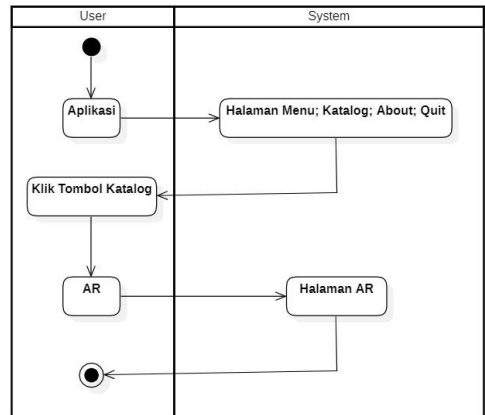 User
System
Aplikasi
Halaman Menu; Katalog; About; Quit
Klik Tombol Katalog
AR
Halaman AR